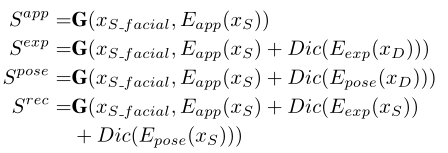 S^{app} =G(x_{S\_facial}, E_{app}(x_S))
S^{exp} =G(x_{S\_facial}, E_{app}(x_S) + Dic(E_{exp}(x_D)))
S^{pose} =G(x_{S\_facial}, E_{app}(x_S) + Dic(E_{pose}(x_D)))
S^{rec} =G(x_{S\_facial}, E_{app}(x_S) + Dic(E_{exp}(x_S))
+ Dic(E_{pose}(x_S)))